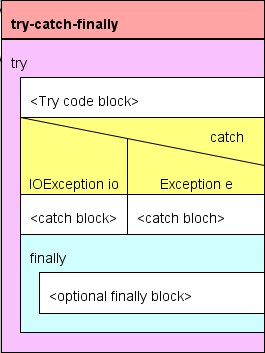 try-catch-finally
try
<Try code block>
catch
IOException io
Exception e
<catch block>
<catch bloch>
finally
<optional finally block>